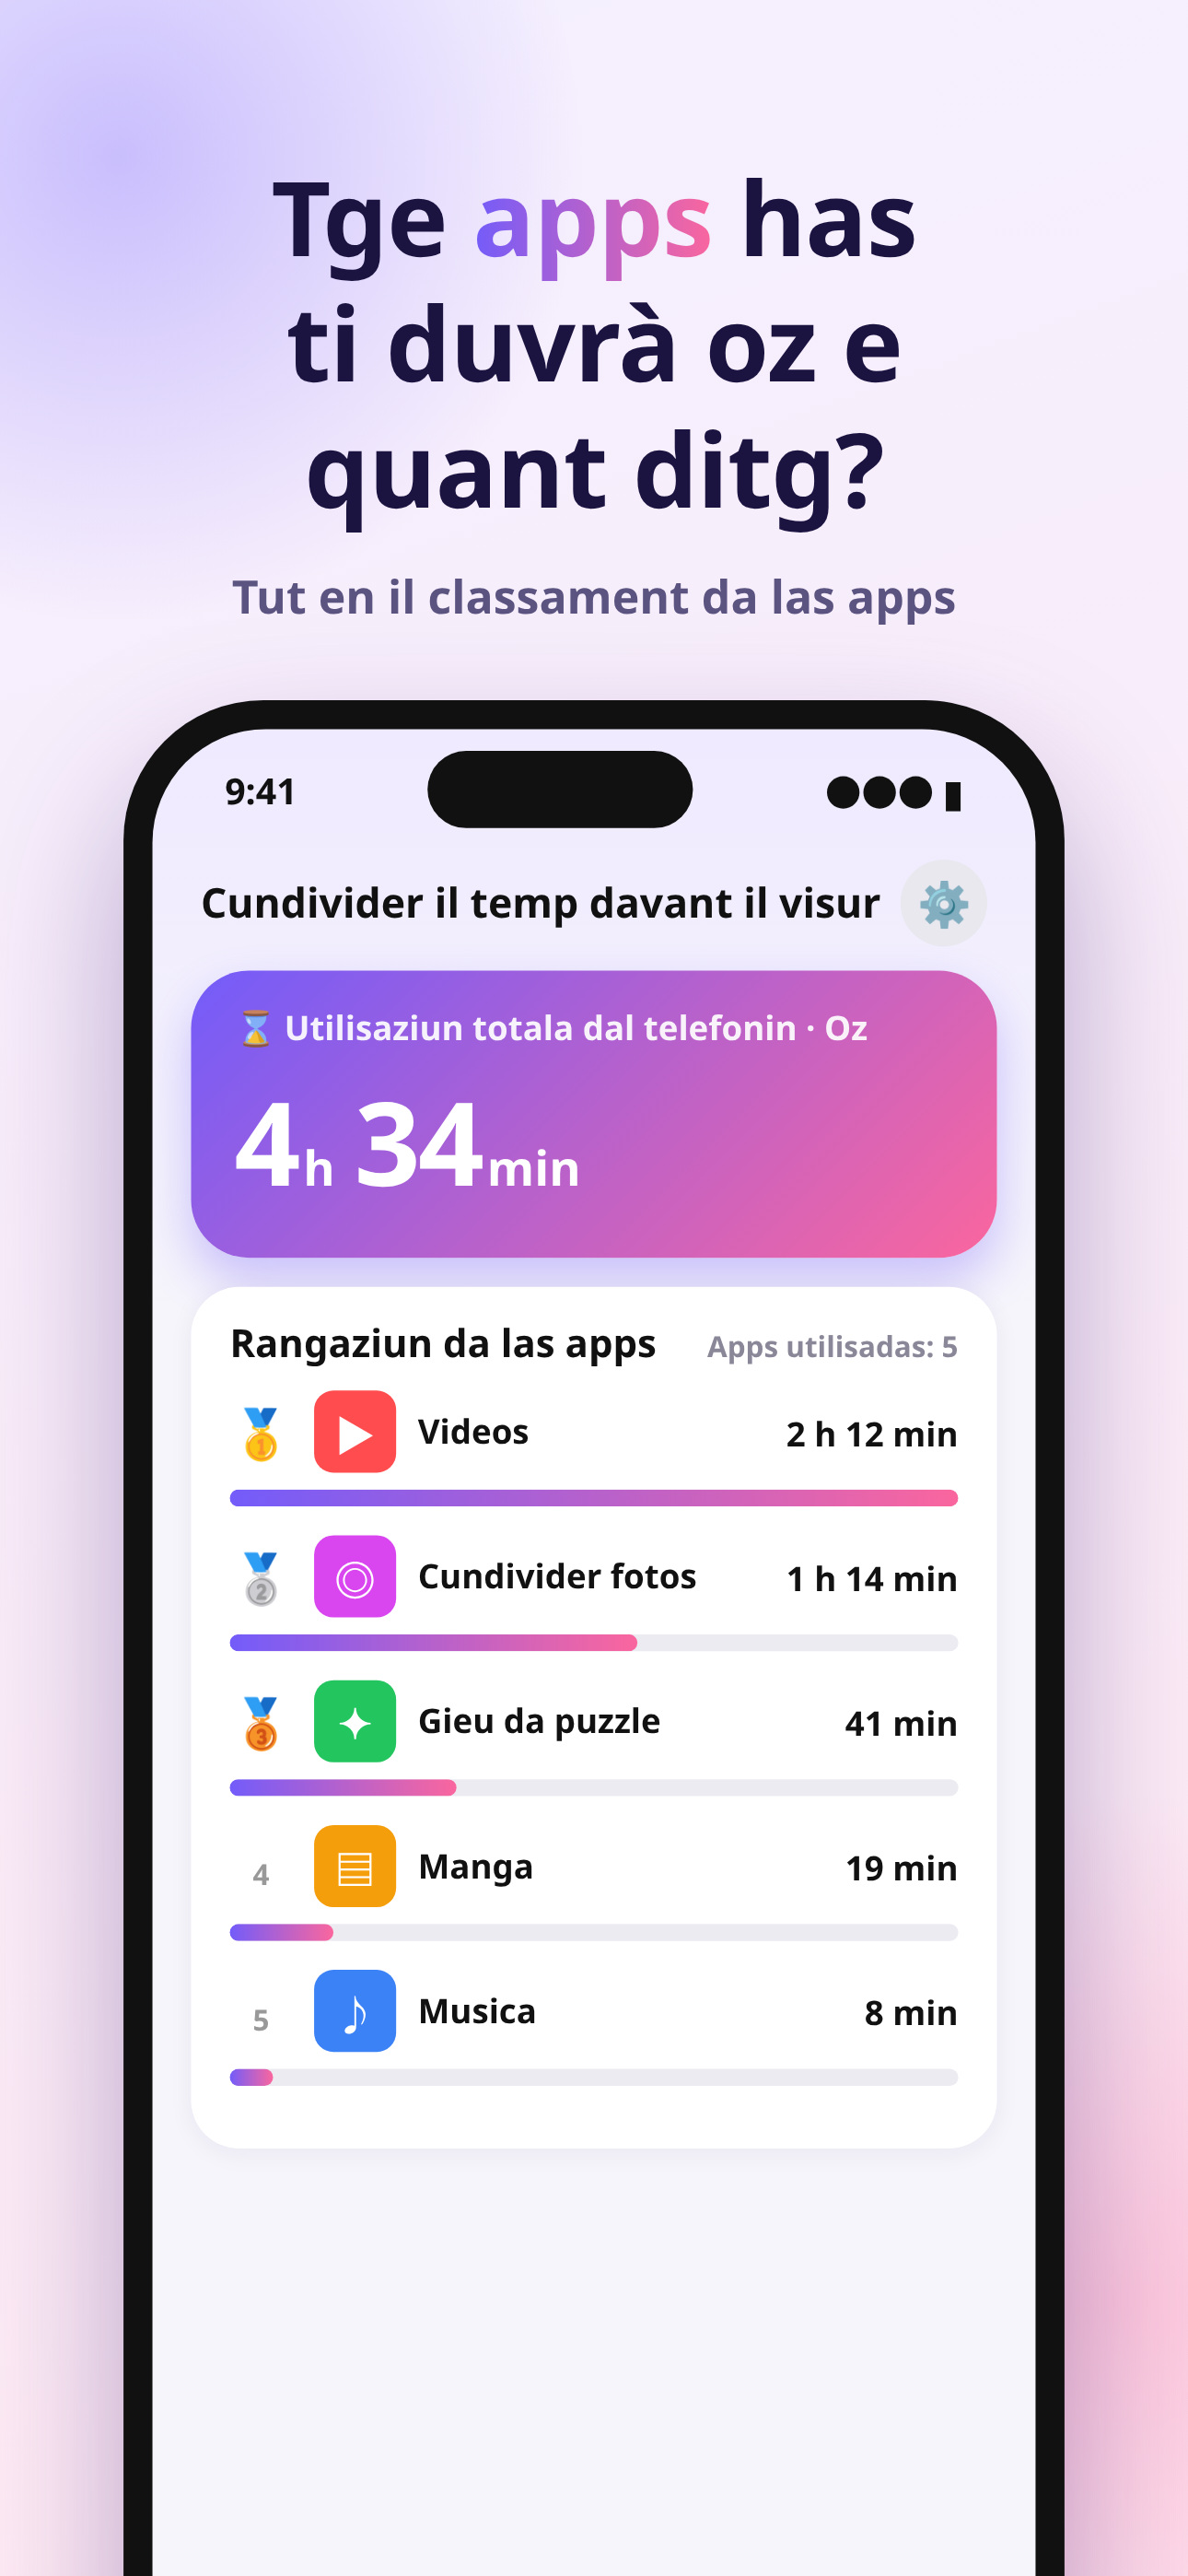 Tge apps has
ti duvrà oz e
quant ditg?
Tut en il classament da las apps
9:41
Cundivider il temp davant il visur
Utilisaziun totala dal telefonin · Oz
4h 34min
Rangaziun da las apps Apps utilisadas: 5
1 Videos 2 h 12 min
2 Cundivider fotos 1 h 14 min
3 Gieu da puzzle 41 min
4 Manga 19 min
5 Musica 8 min